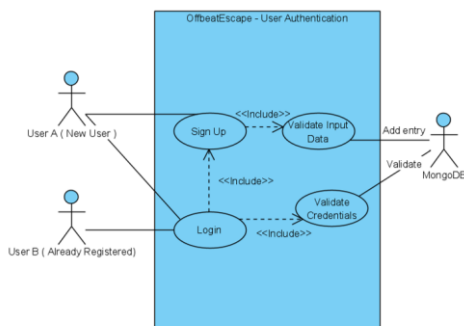 OffbeatEscape - User Authentication
<<Include>>
User A ( New User )
Sign Up
Validate Input
Data
Add entry
Validate
MongoDB
<<Include>>
Validate
Credentials
User B ( Already Registered)
Login
<<Include>>